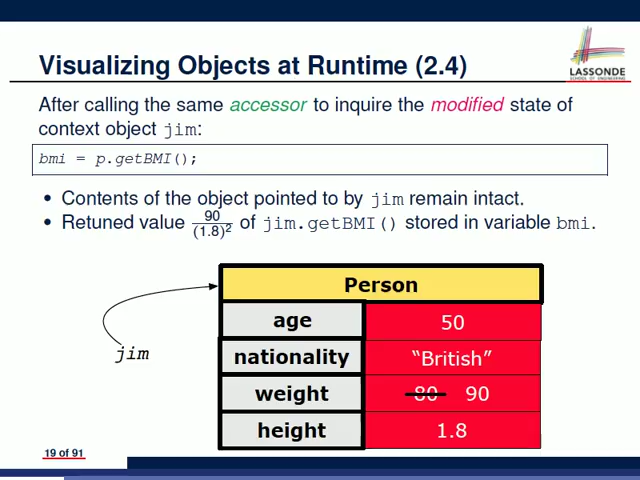 Visualizing Objects at Runtime (2.4)
LASSONDE
SCHOOL OF ENGINEERING
After calling the same accessor to inquire the modified state of
context object jim:
bmi = p.getBMI();
• Contents of the object pointed to by jim remain intact.
• Retuned value 90/(1.8)² of jim.getBMI() stored in variable bmi.
Person
age 50
nationality “British”
weight 80 90
height 1.8
jim
19 of 91